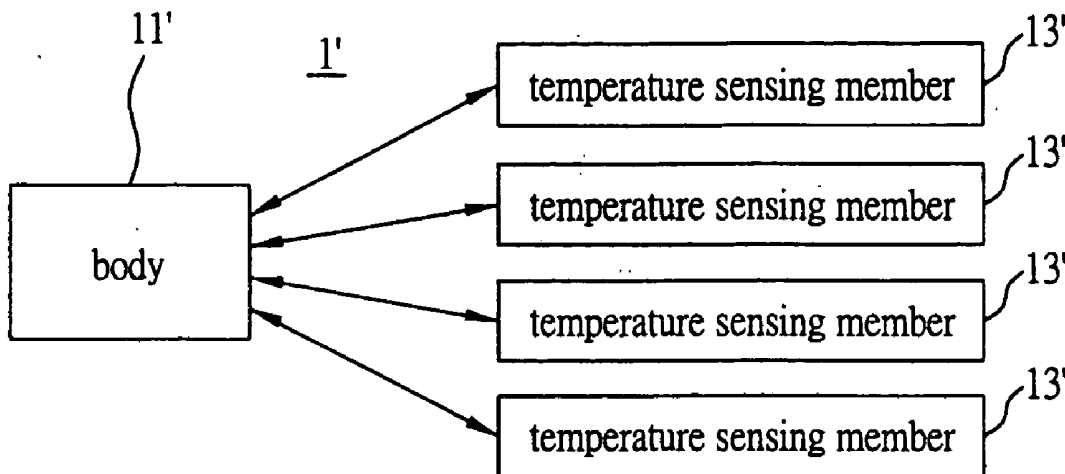 11'
1'
13'
temperature sensing member
13'
temperature sensing member
body
13'
temperature sensing member
13'
temperature sensing member